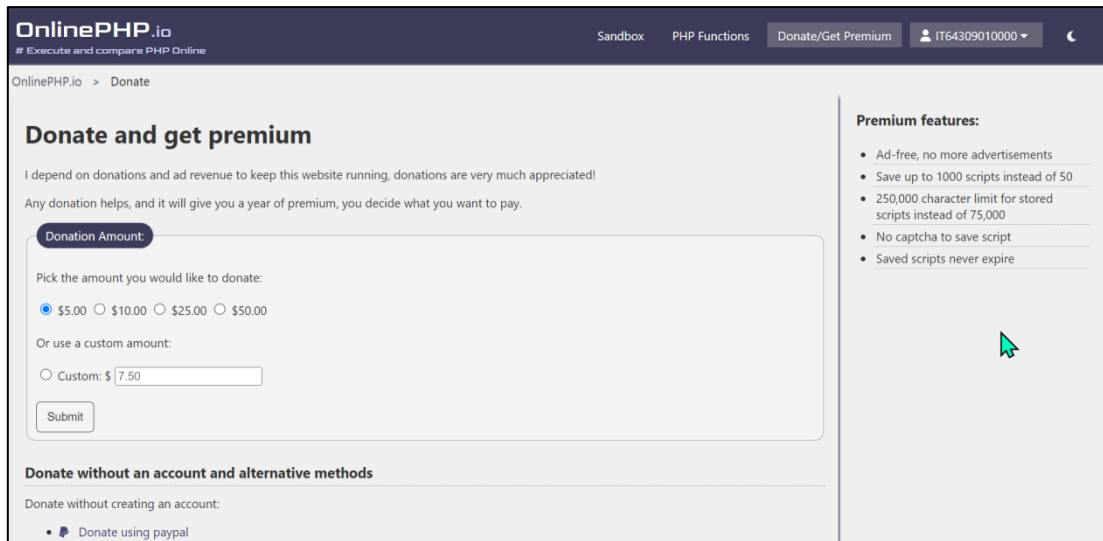 OnlinePHP.io
# Execute and compare PHP Online
Sandbox
PHP Functions
Donate/Get Premium
IT64309010000
OnlinePHP.io > Donate
Donate and get premium
I depend on donations and ad revenue to keep this website running, donations are very much appreciated!
Any donation helps, and it will give you a year of premium, you decide what you want to pay.
Donation Amount:
Pick the amount you would like to donate:
$5.00 $10.00 $25.00 $50.00
Or use a custom amount:
Custom: $ 7.50
Submit
Donate without an account and alternative methods
Donate without creating an account:
• Donate using paypal
Premium features:
• Ad-free, no more advertisements
• Save up to 1000 scripts instead of 50
• 250,000 character limit for stored
scripts instead of 75,000
• No captcha to save script
• Saved scripts never expire